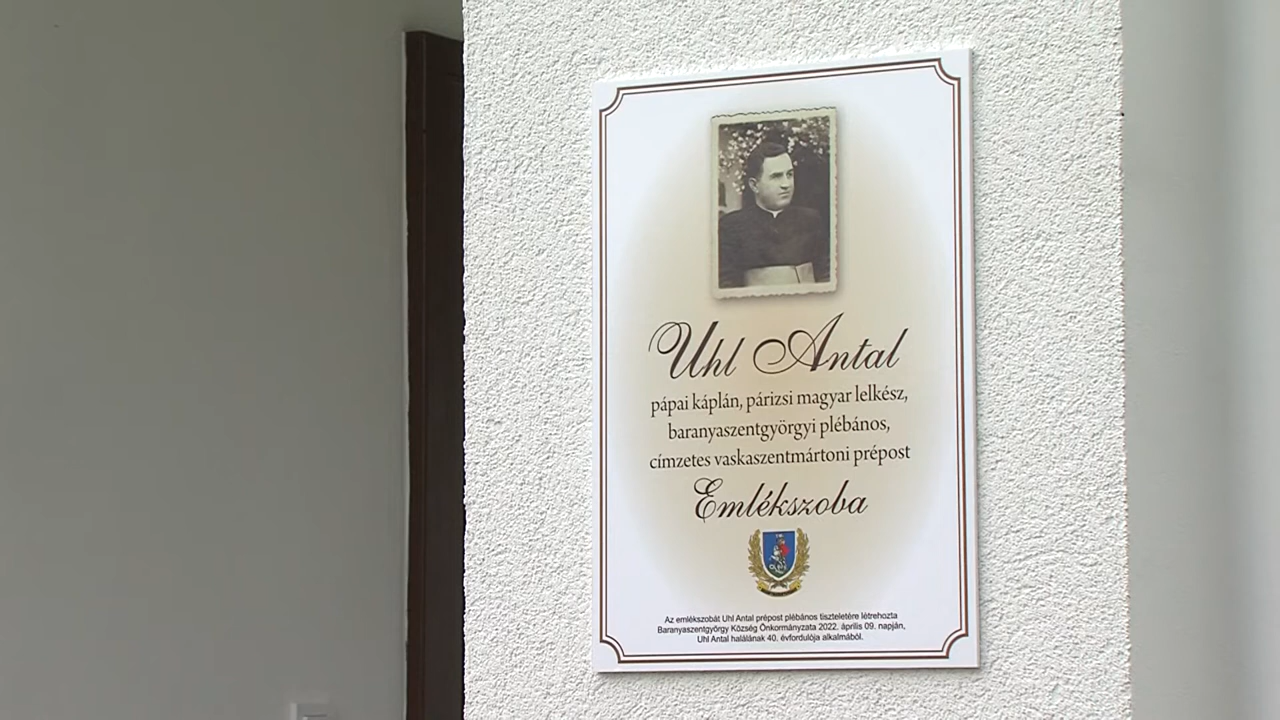 Uhl Antal
pápai káplán, párizsi magyar lelkész,
baranyaszentgyörgyi plébános,
címzetes vaskaszentmártoni prépost
Emlékszoba
Az emlékszobát Uhl Antal prépost plébános tiszteletére létrehozta
Baranyaszentgyörgy Község Önkormányzata 2022. április 09. napján,
Uhl Antal halálának 40. évfordulója alkalmából.